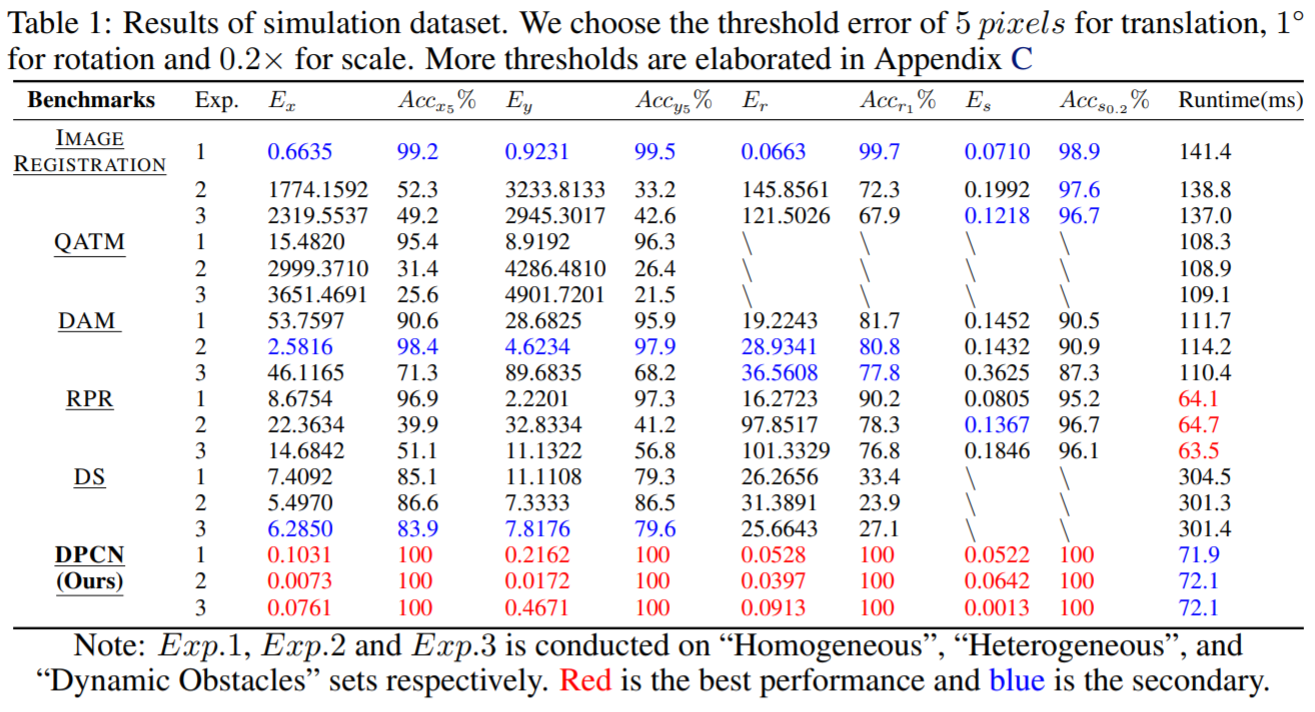 Table 1: Results of simulation dataset. We choose the threshold error of 5 pixels for translation, 1°
for rotation and 0.2× for scale. More thresholds are elaborated in Appendix C
Benchmarks Exp. E_x Acc_{x_5}% E_y Acc_{y_5}% E_r Acc_{r_1}% E_s Acc_{s_{0.2}}% Runtime(ms)
IMAGE
REGISTRATION 1 0.6635 99.2 0.9231 99.5 0.0663 99.7 0.0710 98.9 141.4
2 1774.1592 52.3 3233.8133 33.2 145.8561 72.3 0.1992 97.6 138.8
3 2319.5537 49.2 2945.3017 42.6 121.5026 67.9 0.1218 96.7 137.0
QATM 1 15.4820 95.4 8.9192 96.3 \ \ \ \ 108.3
2 2999.3710 31.4 4286.4810 26.4 \ \ \ \ 108.9
3 3651.4691 25.6 4901.7201 21.5 \ \ \ \ 109.1
DAM 1 53.7597 90.6 28.6825 95.9 19.2243 81.7 0.1452 90.5 111.7
2 2.5816 98.4 4.6234 97.9 28.9341 80.8 0.1432 90.9 114.2
3 46.1165 71.3 89.6835 68.2 36.5608 77.8 0.3625 87.3 110.4
RPR 1 8.6754 96.9 2.2201 97.3 16.2723 90.2 0.0805 95.2 64.1
2 22.3634 39.9 32.8334 41.2 97.8517 78.3 0.1367 96.7 64.7
3 14.6842 51.1 11.1322 56.8 101.3329 76.8 0.1846 96.1 63.5
DS 1 7.4092 85.1 11.1108 79.3 26.2656 33.4 \ \ 304.5
2 5.4970 86.6 7.3333 86.5 31.3891 23.9 \ \ 301.3
3 6.2850 83.9 7.8176 79.6 25.6643 27.1 \ \ 301.4
DPCN 1 0.1031 100 0.2162 100 0.0528 100 0.0522 100 71.9
(Ours) 2 0.0073 100 0.0172 100 0.0397 100 0.0642 100 72.1
3 0.0761 100 0.4671 100 0.0913 100 0.0013 100 72.1
Note: Exp.1, Exp.2 and Exp.3 is conducted on “Homogeneous”, “Heterogeneous”, and
“Dynamic Obstacles” sets respectively. Red is the best performance and blue is the secondary.